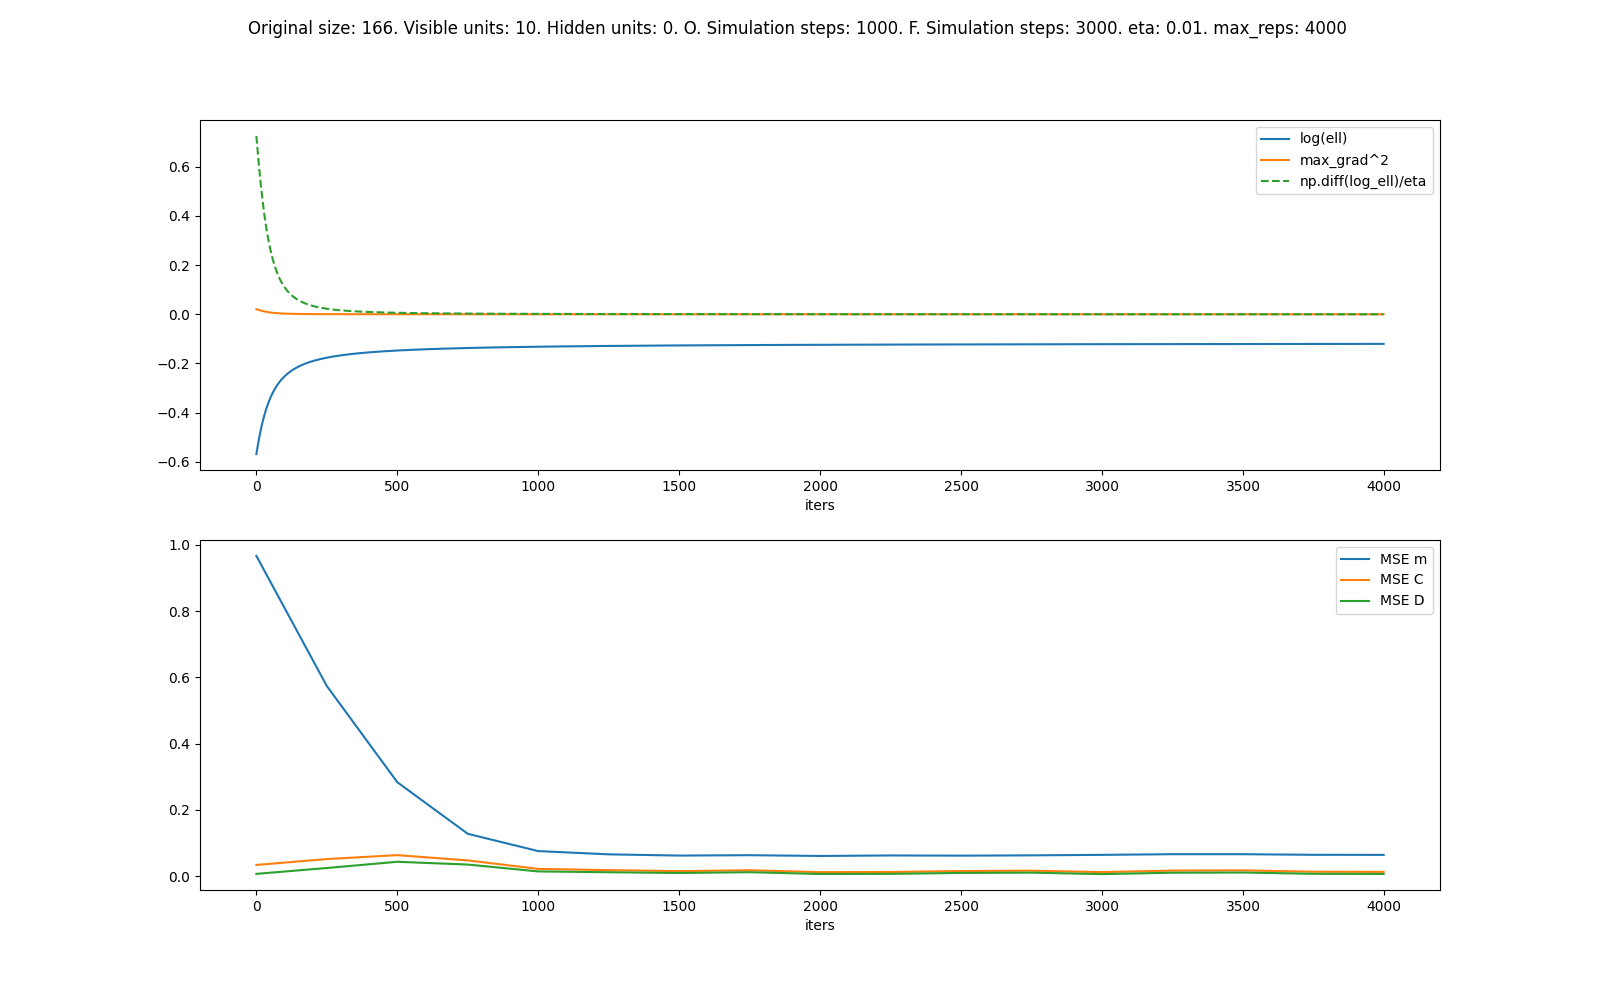 Original size: 166. Visible units: 10. Hidden units: 0. O. Simulation steps: 1000. F. Simulation steps: 3000. eta: 0.01. max_reps: 4000
log(ell)
max_grad^2
np.diff(log_ell)/eta
0.6
0.4
0.2
0.0
−0.2
−0.4
−0.6
0 500 1000 1500 2000 2500 3000 3500 4000
iters
MSE m
MSE C
MSE D
1.0
0.8
0.6
0.4
0.2
0.0
0 500 1000 1500 2000 2500 3000 3500 4000
iters